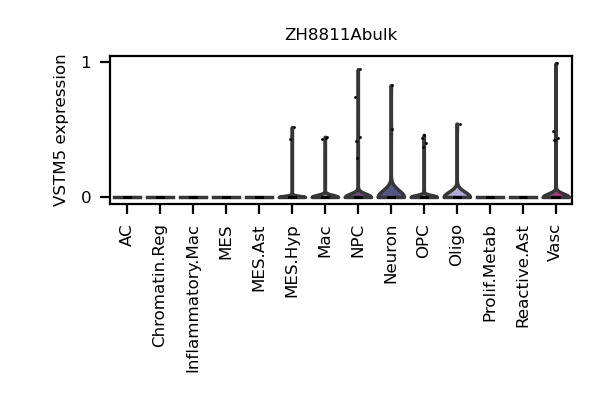 ZH8811Abulk
VSTM5 expression
1
0
AC
Chromatin.Reg
Inflammatory.Mac
MES
MES.Ast
MES.Hyp
Mac
NPC
Neuron
OPC
Oligo
Prolif.Metab
Reactive.Ast
Vasc